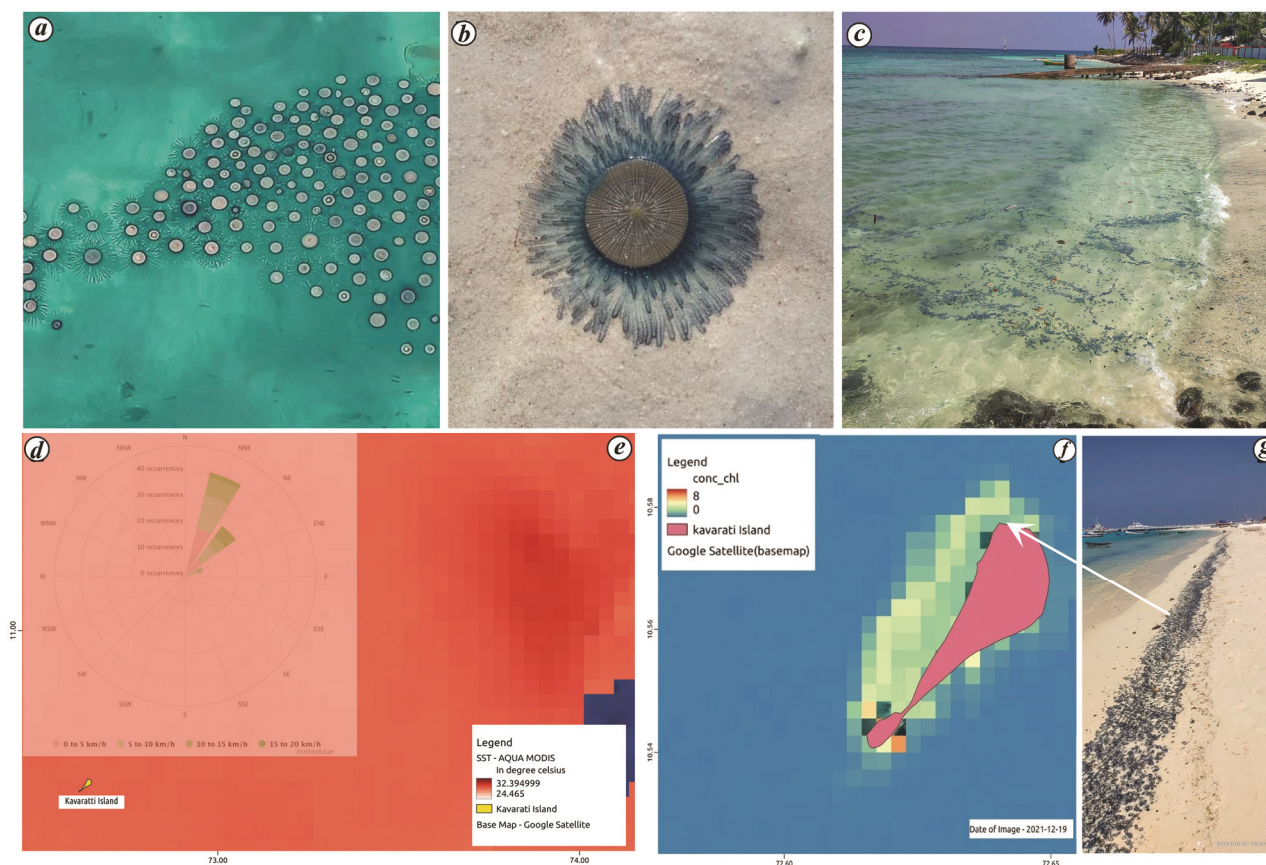 a
b
c
d
N
NNW
NNE
NW
NE
WNW
ENE
W
E
WSW
ESE
SW
SE
SSW
SSE
S
40 occurrences
30 occurrences
20 occurrences
10 occurrences
0 occurrences
0 to 5 km/h
5 to 10 km/h
10 to 15 km/h
15 to 20 km/h
meteoblue
11.00
Kavaratti Island
73.00
74.00
e
Legend
SST - AQUA MODIS
In degree celsius
32.394999
24.465
Kavarati Island
Base Map - Google Satellite
f
Legend
conc_chl
8
0
kavarati Island
Google Satellite(basemap)
10.58
10.56
10.54
Date of Image - 2021-12-19
72.60
72.65
g